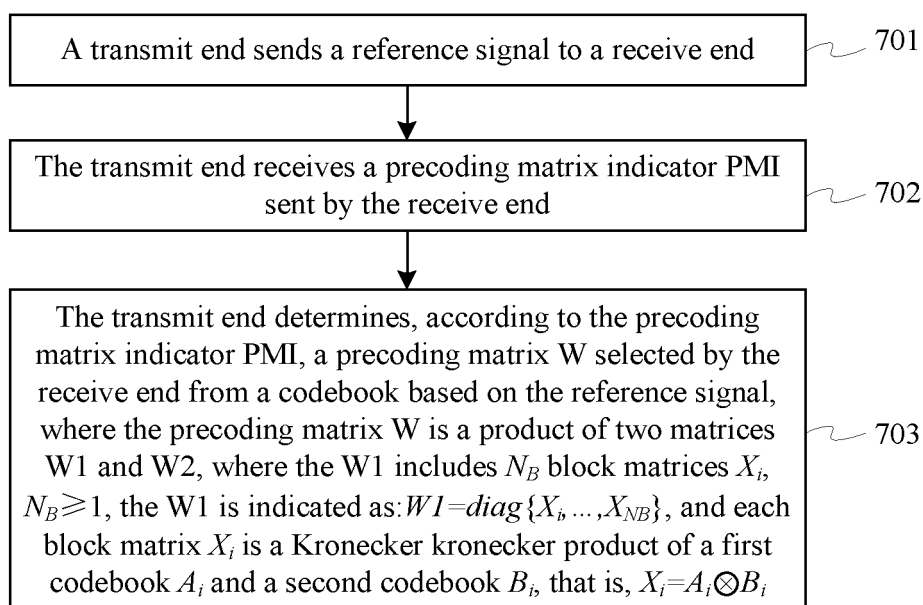 A transmit end sends a reference signal to a receive end
701
The transmit end receives a precoding matrix indicator PMI
sent by the receive end
702
The transmit end determines, according to the precoding
matrix indicator PMI, a precoding matrix W selected by the
receive end from a codebook based on the reference signal,
where the precoding matrix W is a product of two matrices
W1 and W2, where the W1 includes N_B block matrices X_i,
N_B≥1, the W1 is indicated as: W1=diag{X_i,...,X_NB}, and each
block matrix X_i is a Kronecker kronecker product of a first
codebook A_i and a second codebook B_i, that is, X_i=A_i⊗B_i
703